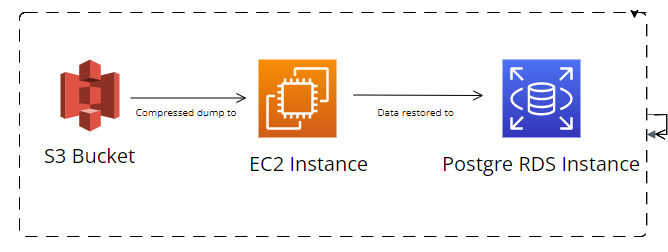 Compressed dump to
Data restored to
S3 Bucket
EC2 Instance
Postgre RDS Instance